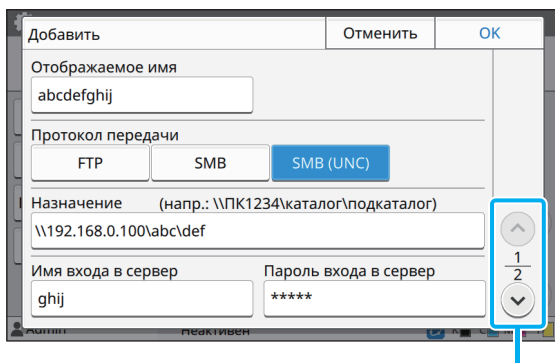 Добавить Отменить OK
Отображаемое имя
abcdefghij
Протокол передачи
FTP SMB SMB (UNC)
Назначение (напр.: \\ПК1234\каталог\подкаталог)
\\192.168.0.100\abc\def
1
2
Имя входа в сервер Пароль входа в сервер
ghij *****
Admin Неактивен K C M